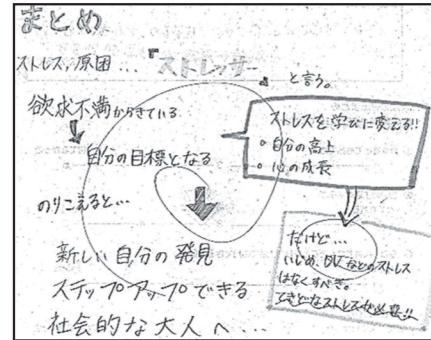 まとめ
ストレス,原因…『ストレッサー』と言う。
欲求不満からきている
自分の目標となる
のりこえると…
新しい自分の発見
ステップアップできる
社会的な大人へ…
ストレスを学びに変える!!
○自分の高上
○心の成長
だけど…
いじめ、DVなどのストレス
はなくすべき。
てきどなストレスが必要!!